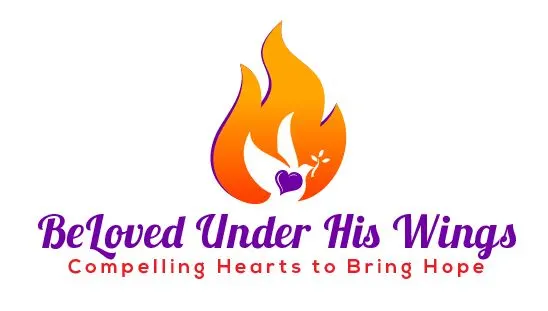 BeLoved Under His Wings
Compelling Hearts to Bring Hope